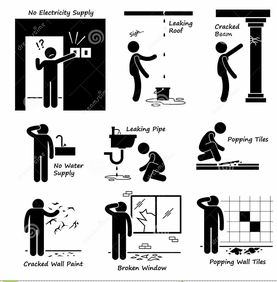 No Electricity Supply
!?
Sigh
Leaking
Roof
Cracked
Beam
No Water
Supply
Leaking Pipe
Popping Tiles
Cracked Wall Paint
Broken Window
Popping Wall Tiles